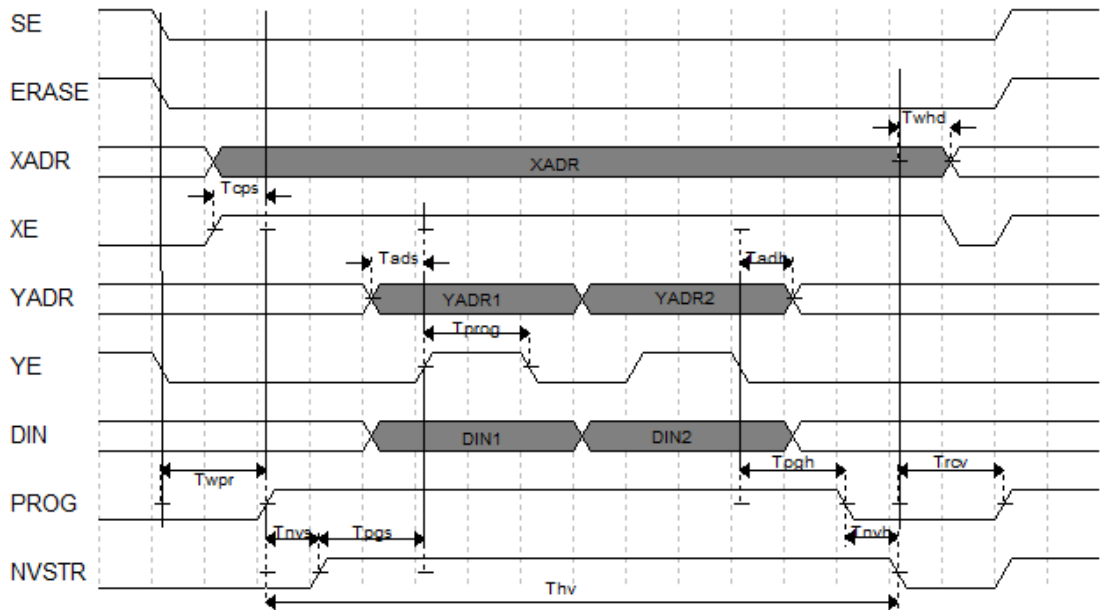 SE
ERASE
Twhd
XADR
XADR
Tcps
XE
Tads
Tadh
YADR
YADR1
YADR2
Tprog
YE
DIN
DIN1
DIN2
Twpr
Tpgh
Trcv
PROG
Tnvs
Tpgs
Tnvh
NVSTR
Thv